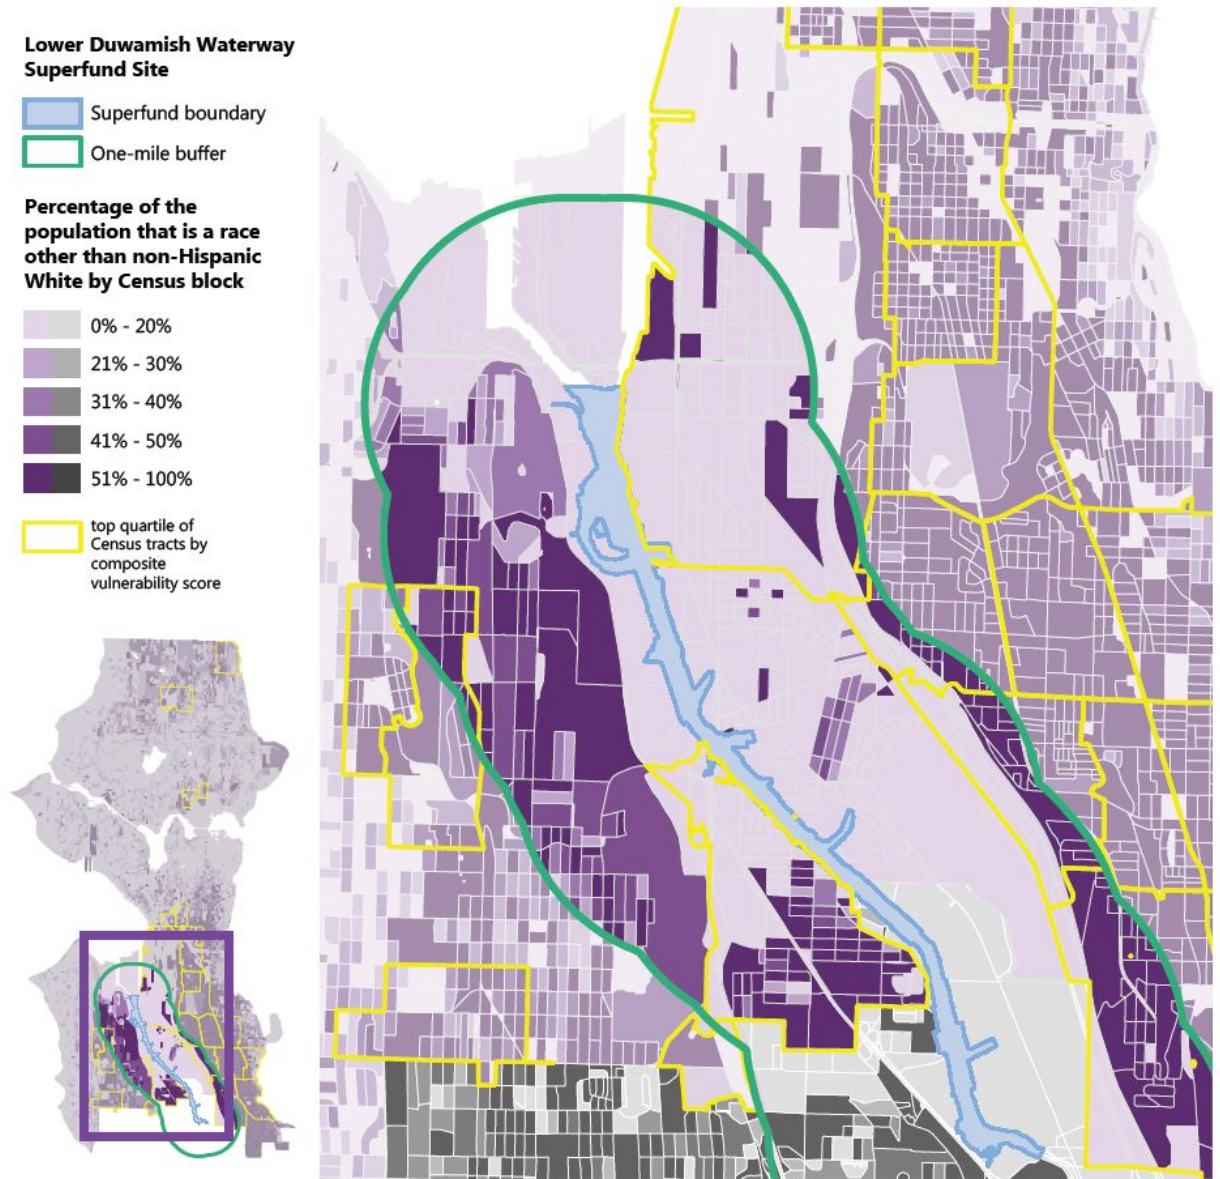 Lower Duwamish Waterway
Superfund Site
Superfund boundary
One-mile buffer
Percentage of the
population that is a race
other than non-Hispanic
White by Census block
0% - 20%
21% - 30%
31% - 40%
41% - 50%
51% - 100%
top quartile of
Census tracts by
composite
vulnerability score